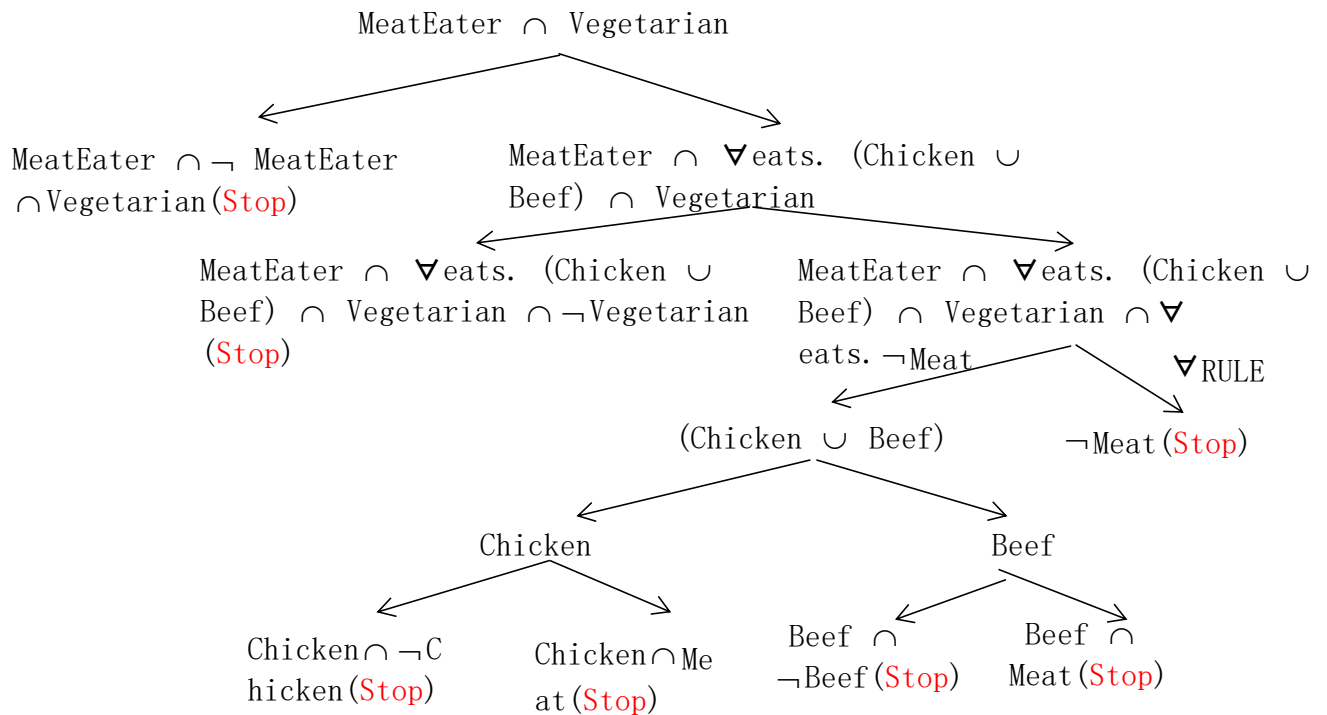 MeatEater ∩ Vegetarian
MeatEater ∩¬ MeatEater
∩Vegetarian(Stop)
MeatEater ∩ ∀eats. (Chicken ∪
Beef) ∩ Vegetarian
MeatEater ∩ ∀eats. (Chicken ∪
Beef) ∩ Vegetarian ∩¬Vegetarian
(Stop)
MeatEater ∩ ∀eats. (Chicken ∪
Beef) ∩ Vegetarian ∩∀
eats.¬Meat
∀RULE
(Chicken ∪ Beef)
¬Meat(Stop)
Chicken
Beef
Chicken∩¬C
hicken(Stop)
Chicken∩Me
at(Stop)
Beef ∩
¬Beef(Stop)
Beef ∩
Meat(Stop)